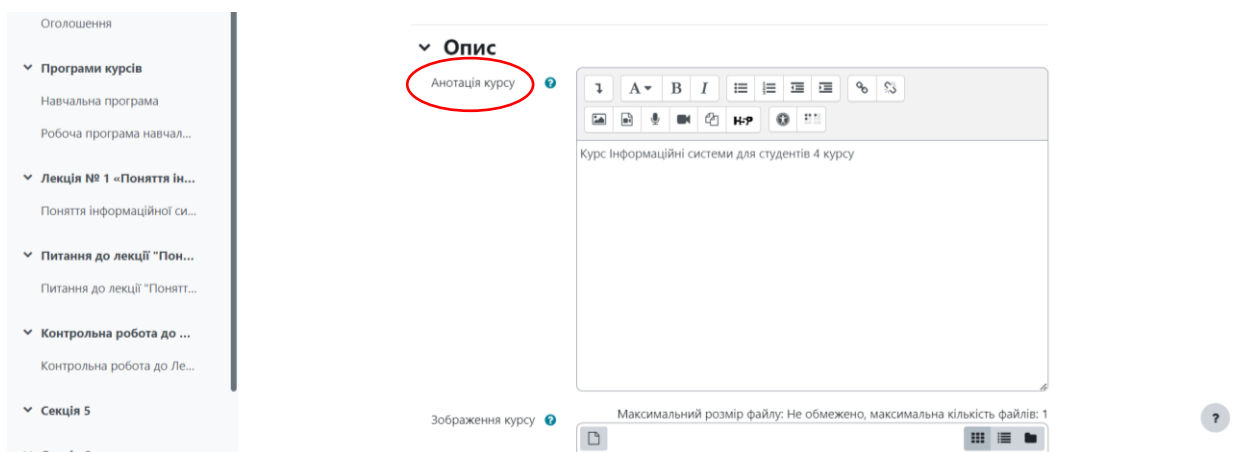 Оголошення
Програми курсів
Навчальна програма
Робоча програма навчал...
Лекція № 1 «Поняття ін...
Поняття інформаційної си...
Питання до лекції "Пон...
Питання до лекції "Понятт...
Контрольна робота до ...
Контрольна робота до Ле...
Секція 5
Опис
Анотація курсу
A B I
H-P
Курс Інформаційні системи для студентів 4 курсу
Зображення курсу
Максимальний розмір файлу: Не обмежено, максимальна кількість файлів: 1
?